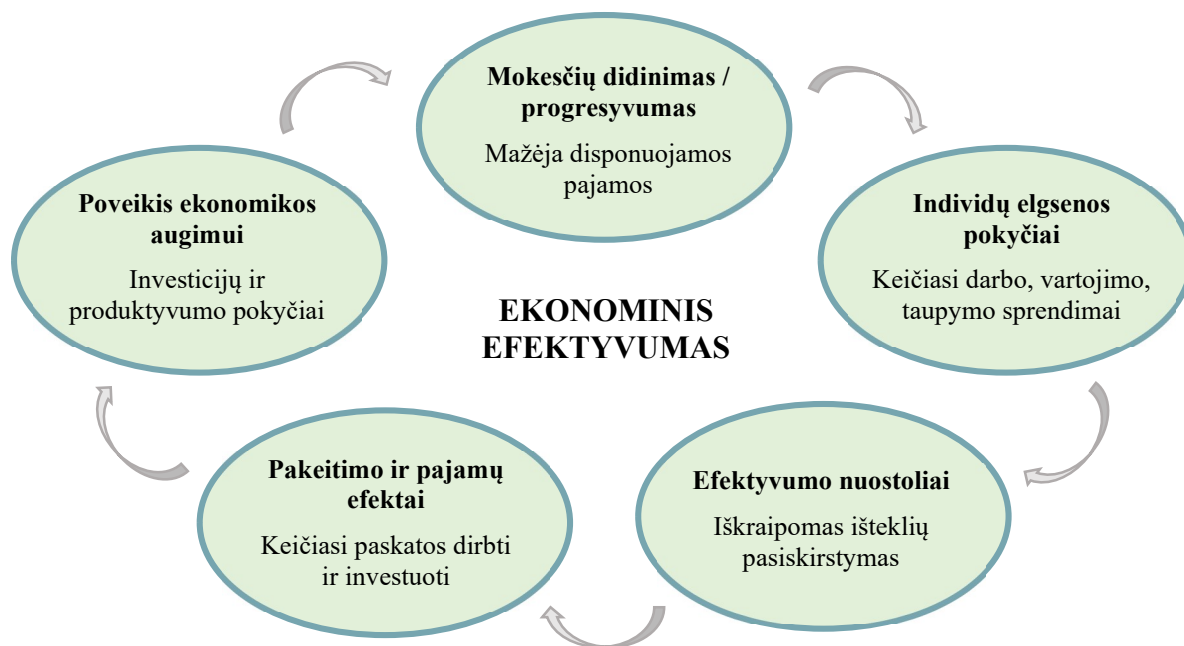 Mokesčių didinimas /
progresyvumas
Mažėja disponuojamos
pajamos
Individų elgsenos
pokyčiai
Keičiasi darbo, vartojimo,
taupymo sprendimai
Efektyvumo nuostoliai
Iškraipomas išteklių
pasiskirstymas
Pakeitimo ir pajamų
efektai
Keičiasi paskatos dirbti
ir investuoti
Poveikis ekonomikos
augimui
Investicijų ir
produktyvumo pokyčiai
EKONOMINIS
EFEKTYVUMAS